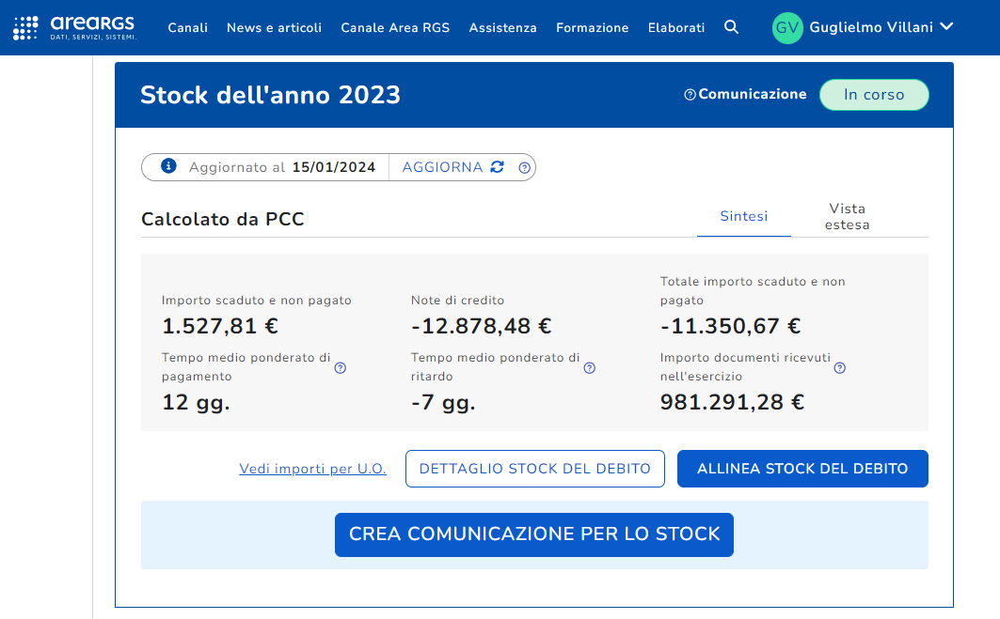 areaRGS
DATI, SERVIZI, SISTEMI.
Canali
News e articoli
Canale Area RGS
Assistenza
Formazione
Elaborati
GV
Guglielmo Villani
Stock dell'anno 2023
Comunicazione
In corso
Aggiornato al 15/01/2024
AGGIORNA
Calcolato da PCC
Sintesi
Vista
estesa
Importo scaduto e non pagato
1.527,81 €
Note di credito
-12.878,48 €
Totale importo scaduto e non
pagato
-11.350,67 €
Tempo medio ponderato di
pagamento
12 gg.
Tempo medio ponderato di
ritardo
-7 gg.
Importo documenti ricevuti
nell'esercizio
981.291,28 €
Vedi importi per U.O.
DETTAGLIO STOCK DEL DEBITO
ALLINEA STOCK DEL DEBITO
CREA COMUNICAZIONE PER LO STOCK